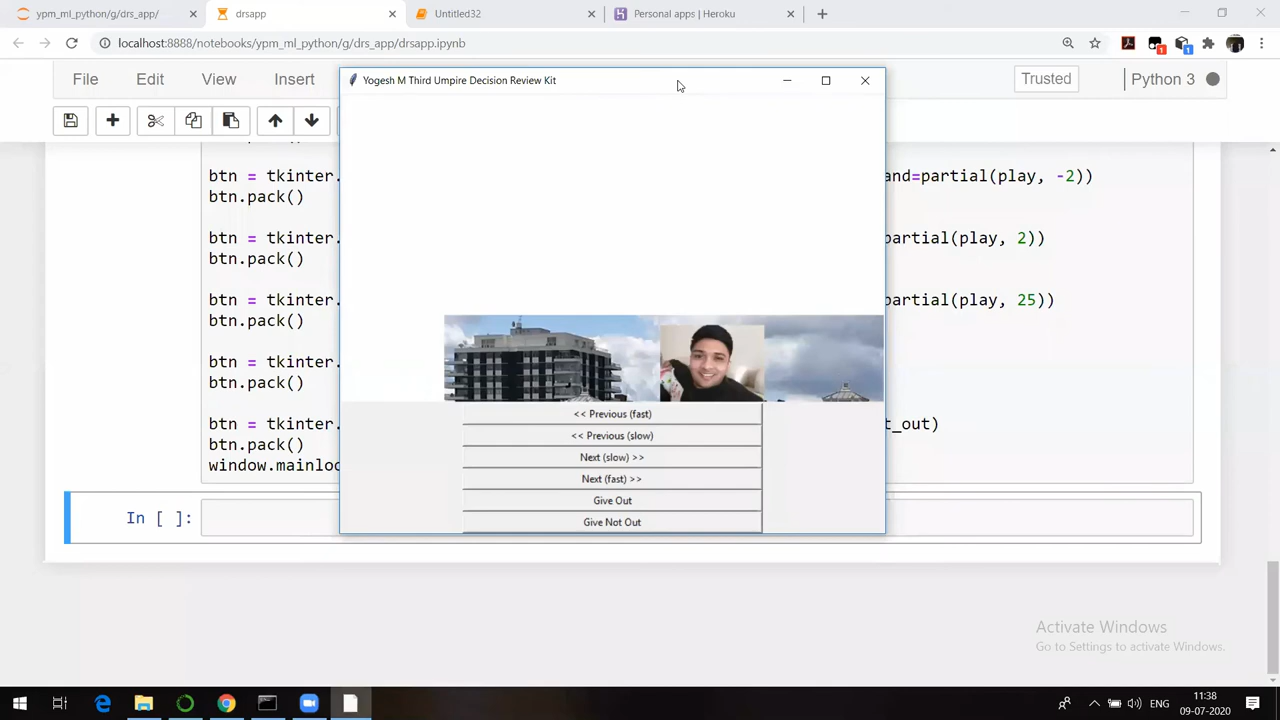 ypm_ml_python/g/drs_app/
drsapp
Untitled32
Personal apps | Heroku
localhost:8888/notebooks/ypm_ml_python/g/drs_app/drsapp.ipynb
1
1
File
Edit
View
Insert
Trusted
Python 3
Yogesh M Third Umpire Decision Review Kit
btn = tkinter.
and=partial(play, -2))
btn.pack()
btn = tkinter.
partial(play, 2))
btn.pack()
btn = tkinter.
partial(play, 25))
btn.pack()
btn = tkinter.
btn.pack()
btn = tkinter.
t_out)
btn.pack()
window.mainloo
<< Previous (fast)
<< Previous (slow)
Next (slow) >>
Next (fast) >>
Give Out
Give Not Out
In [ ]:
Activate Windows
Go to Settings to activate Windows.
ENG
11:38
09-07-2020